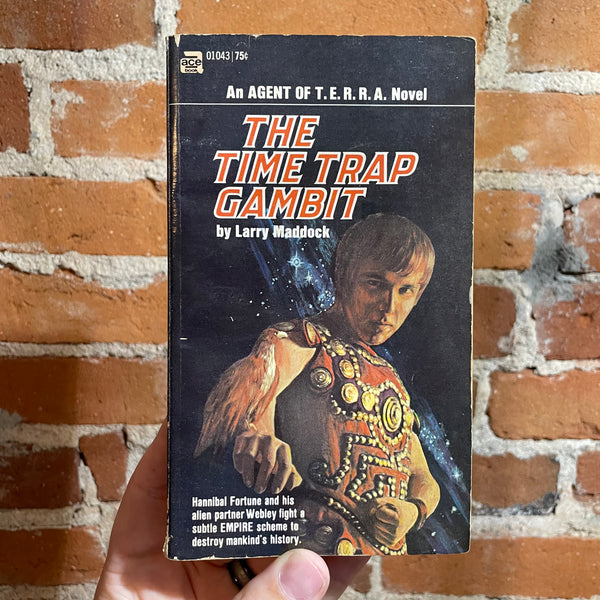 ace
book
01043 | 75¢
An AGENT OF T.E.R.R.A. Novel
THE
TIME TRAP
GAMBIT
by Larry Maddock
Hannibal Fortune and his
alien partner Webley fight a
subtle EMPIRE scheme to
destroy mankind's history.